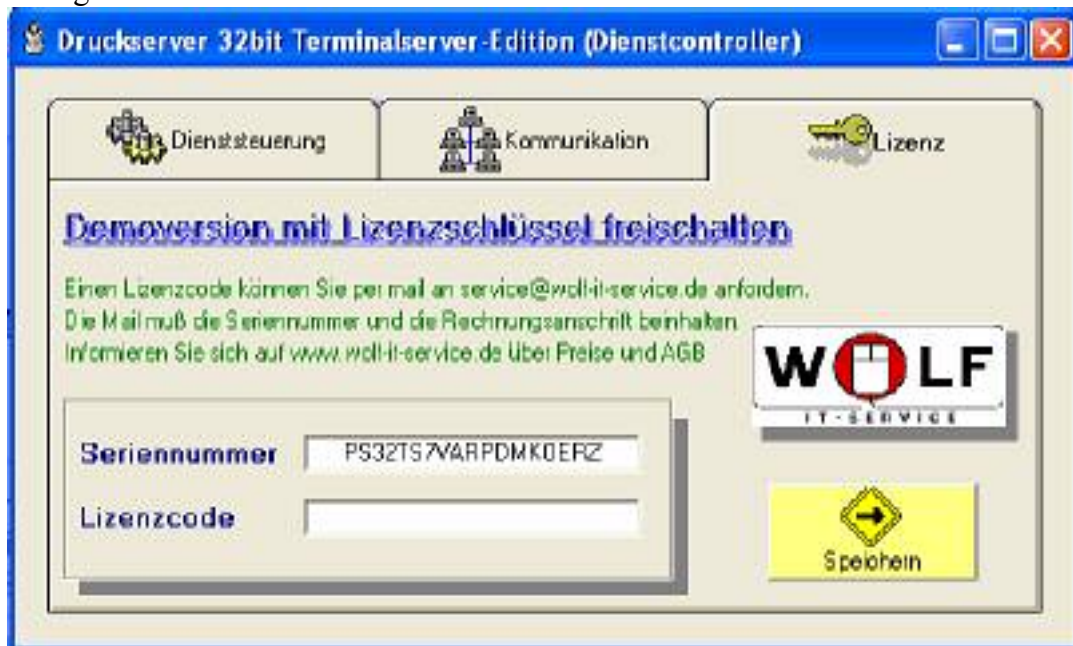 Druckserver 32bit Terminalserver-Edition (Dienstcontroller)
Dienststeuerung
Kommunikation
Lizenz
Demoversion mit Lizenzschlüssel freischalten
Einen Lizenzcode können Sie per mail an service@wolf-it-service.de anfordern.
Die Mail muß die Seriennummer und die Rechnungsanschrift beinhalten.
Informieren Sie sich auf www.wolf-it-service.de über Preise und AGB
WOLF
IT-SERVICE
Seriennummer PS32TS7VARPDMK0ERZ
Lizenzcode
Speichern